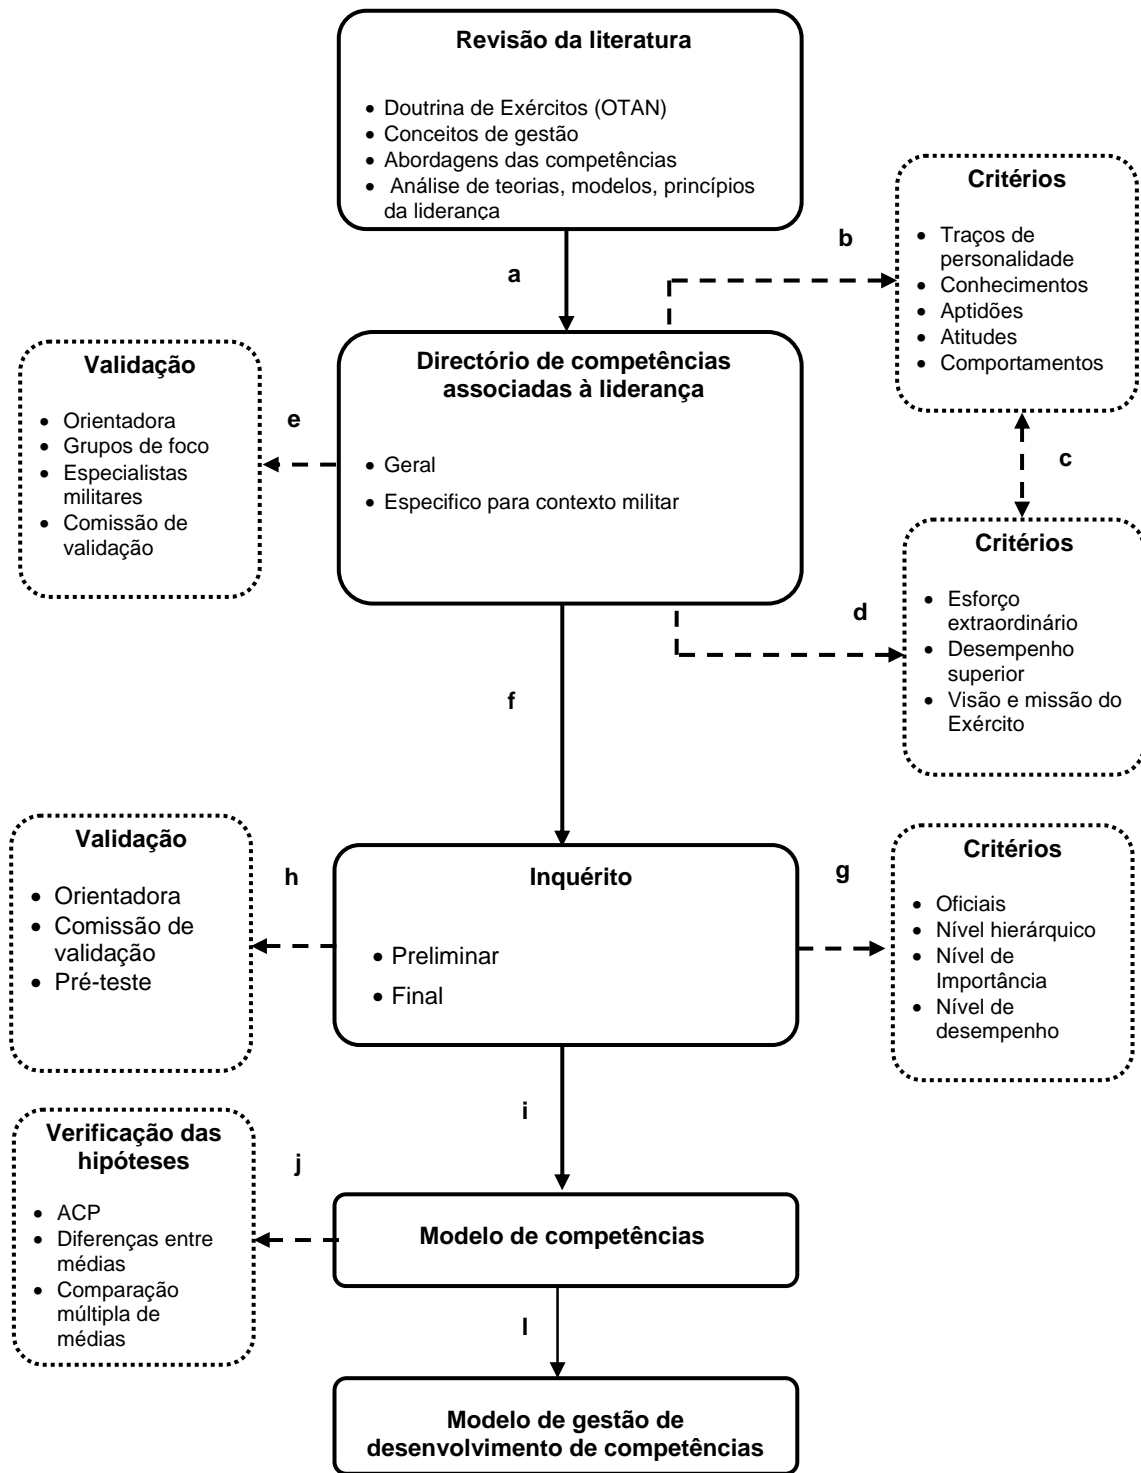 Revisão da literatura
• Doutrina de Exércitos (OTAN)
• Conceitos de gestão
• Abordagens das competências
• Análise de teorias, modelos, princípios
da liderança
a
b
Critérios
• Traços de
personalidade
• Conhecimentos
• Aptidões
• Atitudes
• Comportamentos
c
Directório de competências
associadas à liderança
• Geral
• Especifico para contexto militar
Validação
• Orientadora
• Grupos de foco
• Especialistas
militares
• Comissão de
validação
e
d
Critérios
• Esforço
extraordinário
• Desempenho
superior
• Visão e missão do
Exército
f
Validação
• Orientadora
• Comissão de
validação
• Pré-teste
h
Inquérito
• Preliminar
• Final
g
Critérios
• Oficiais
• Nível hierárquico
• Nível de
Importância
• Nível de
desempenho
i
Verificação das
hipóteses
• ACP
• Diferenças entre
médias
• Comparação
múltipla de
médias
j
Modelo de competências
l
Modelo de gestão de
desenvolvimento de competências